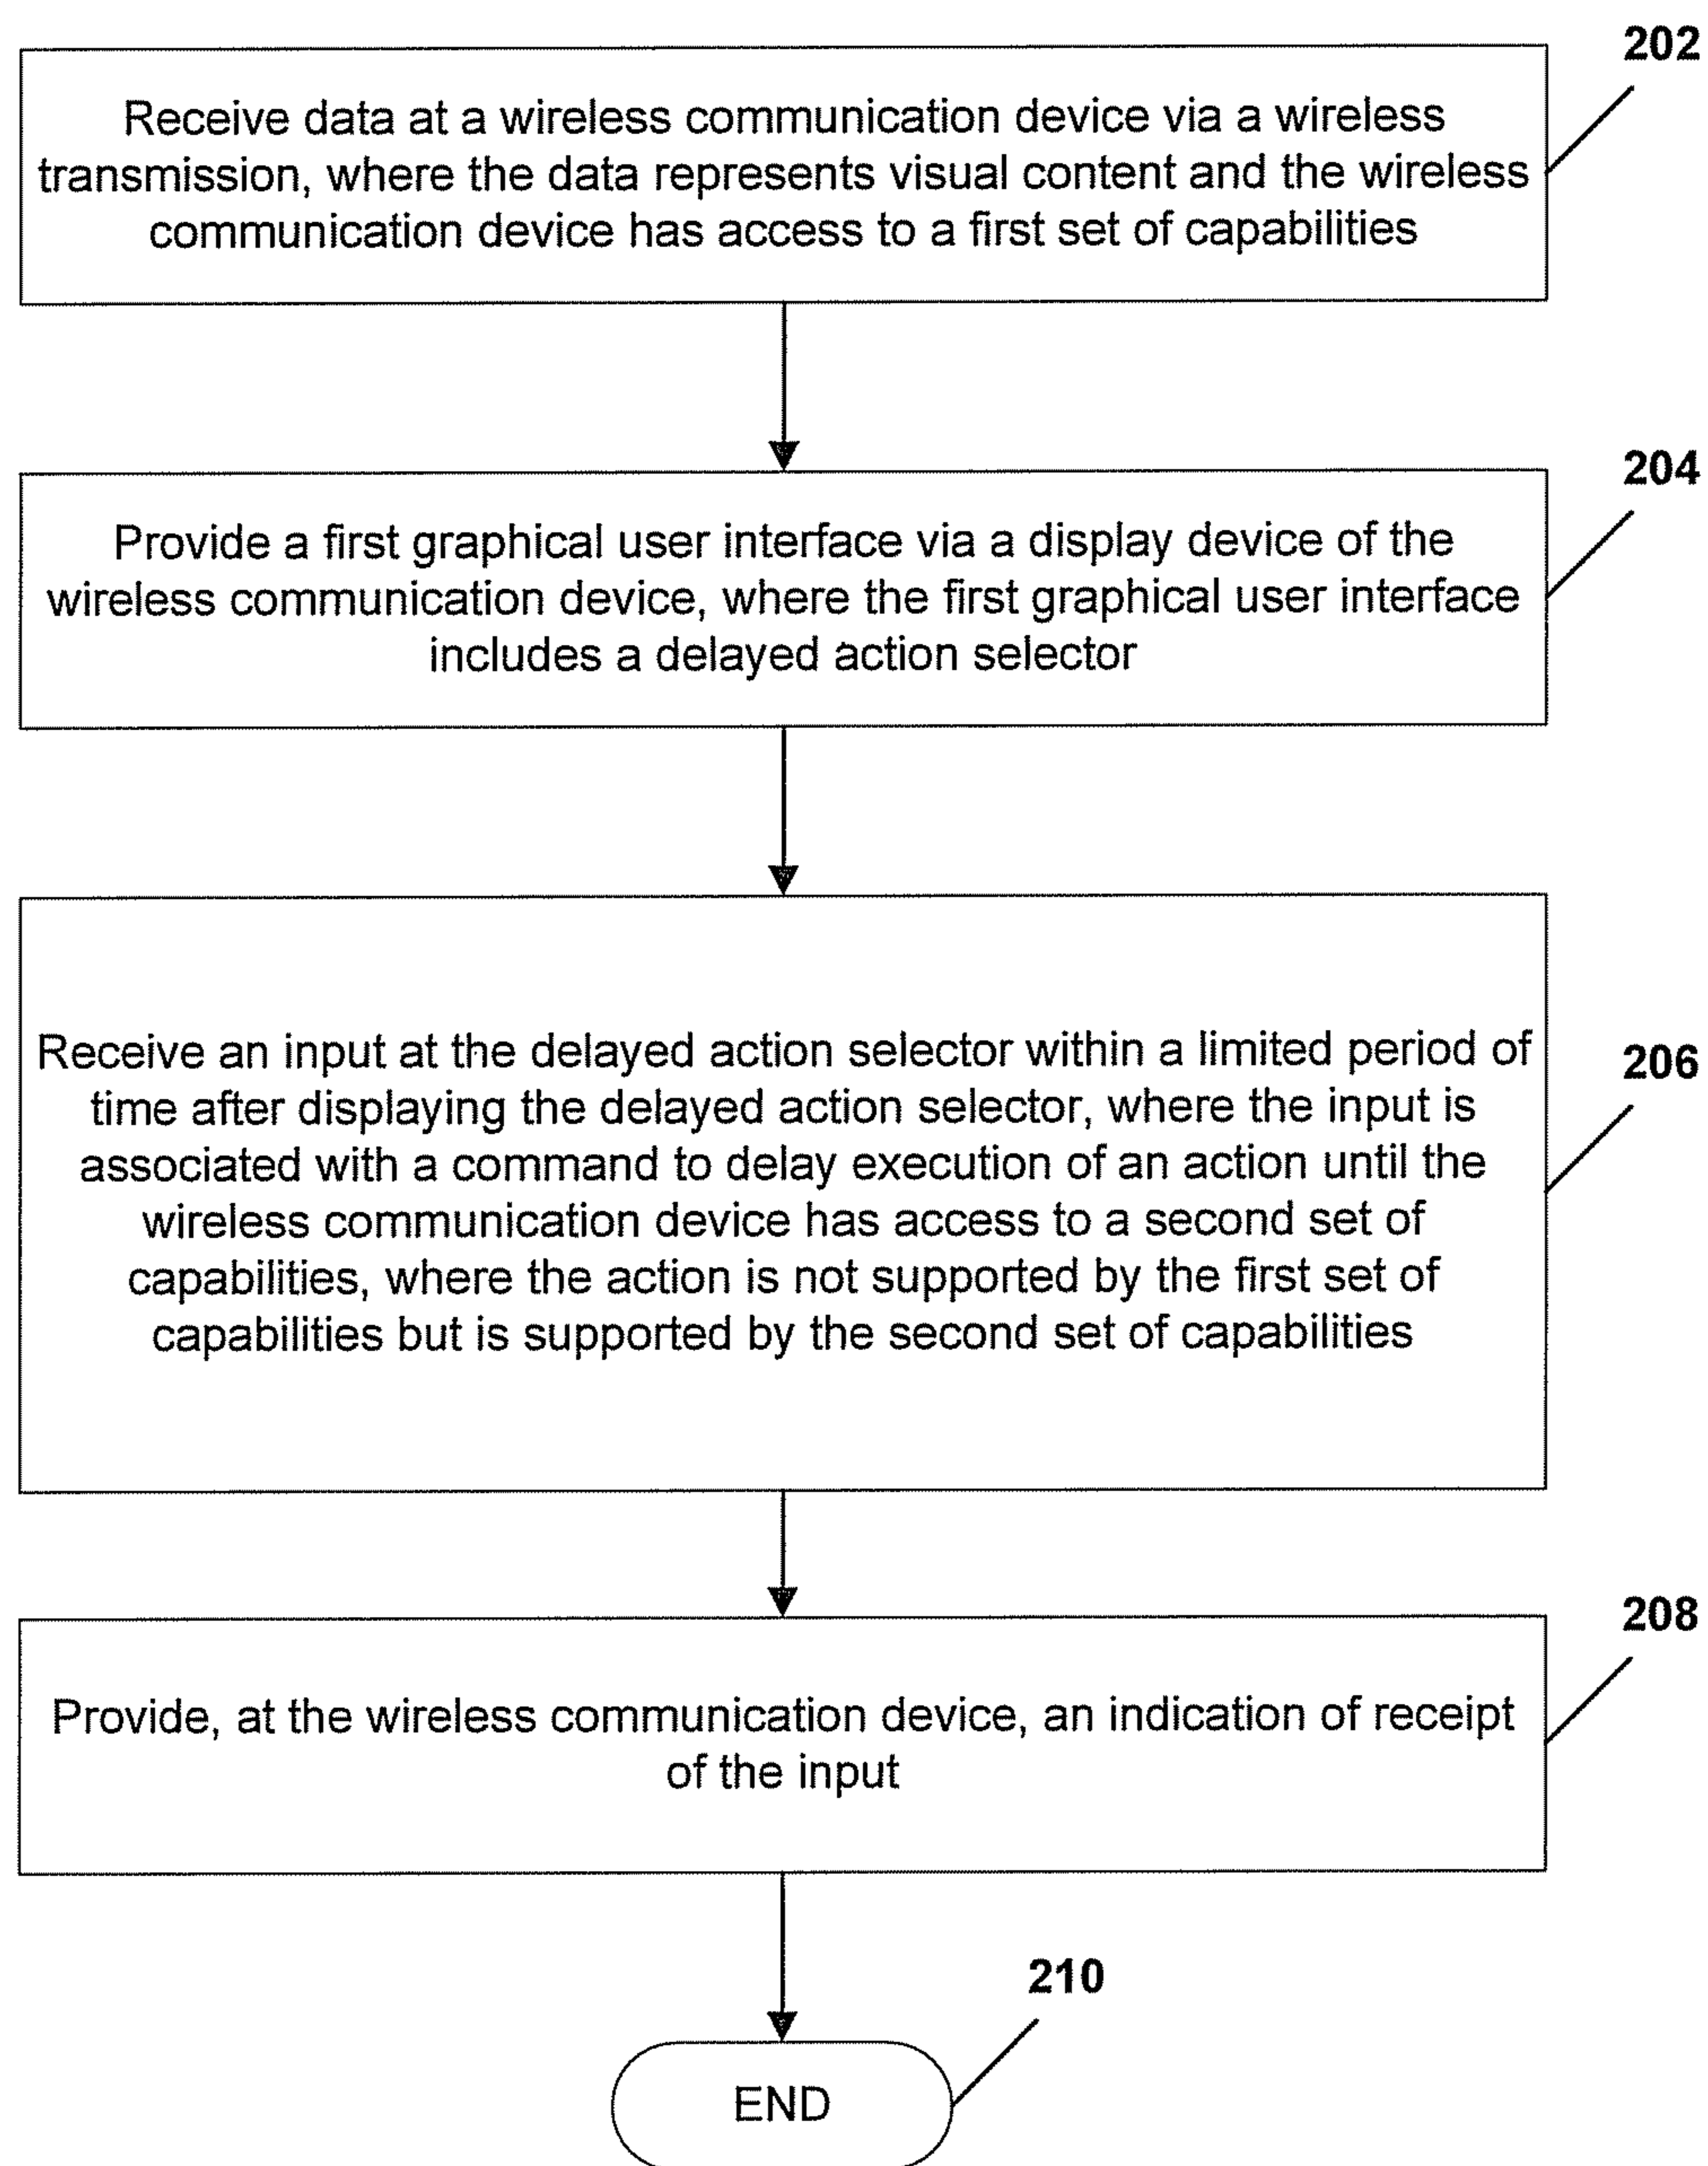 202
Receive data at a wireless communication device via a wireless
transmission, where the data represents visual content and the wireless
communication device has access to a first set of capabilities
204
Provide a first graphical user interface via a display device of the
wireless communication device, where the first graphical user interface
includes a delayed action selector
206
Receive an input at the delayed action selector within a limited period of
time after displaying the delayed action selector, where the input is
associated with a command to delay execution of an action until the
wireless communication device has access to a second set of
capabilities, where the action is not supported by the first set of
capabilities but is supported by the second set of capabilities
208
Provide, at the wireless communication device, an indication of receipt
of the input
210
END